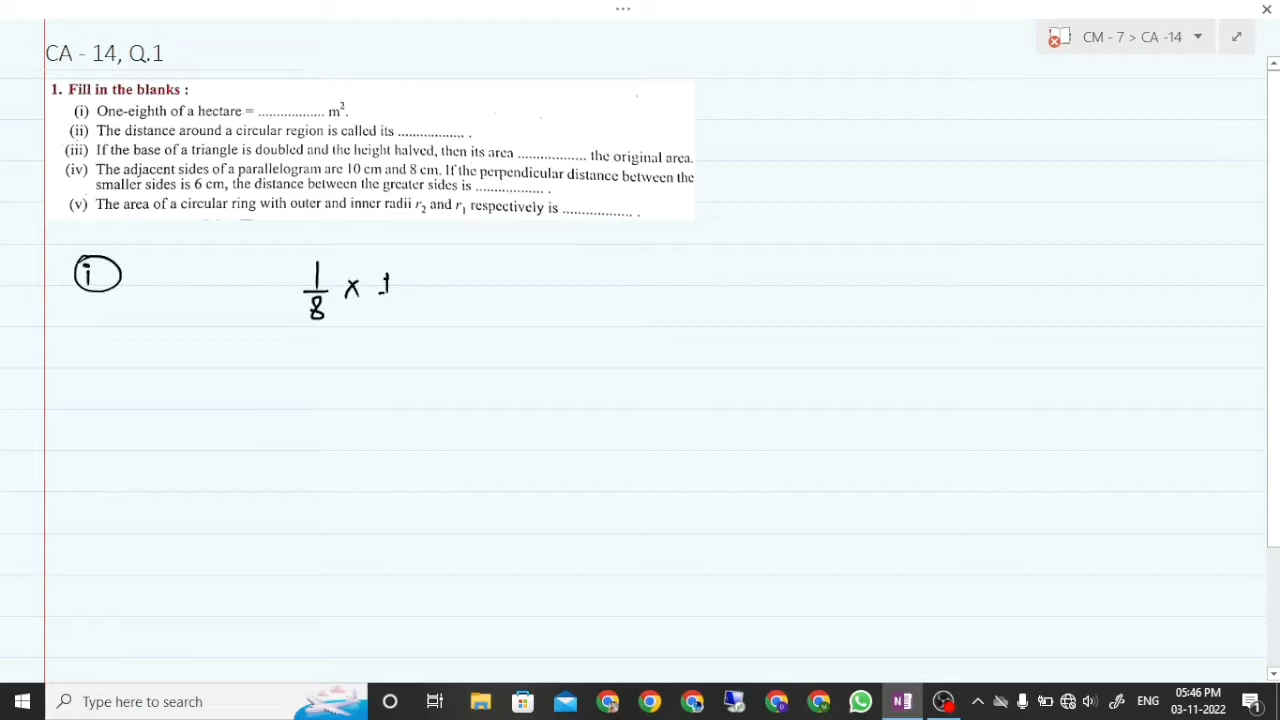 CM - 7 > CA -14
CA - 14, Q.1
1. Fill in the blanks :
(i) One-eighth of a hectare = ................. m².
(ii) The distance around a circular region is called its ................. .
(iii) If the base of a triangle is doubled and the height halved, then its area ................. the original area.
(iv) The adjacent sides of a parallelogram are 10 cm and 8 cm. If the perpendicular distance between the
smaller sides is 6 cm, the distance between the greater sides is ................. .
(v) The area of a circular ring with outer and inner radii r₂ and r₁ respectively is ................. .
i
1/8 × 1
Type here to search
ENG
05:46 PM
03-11-2022
1